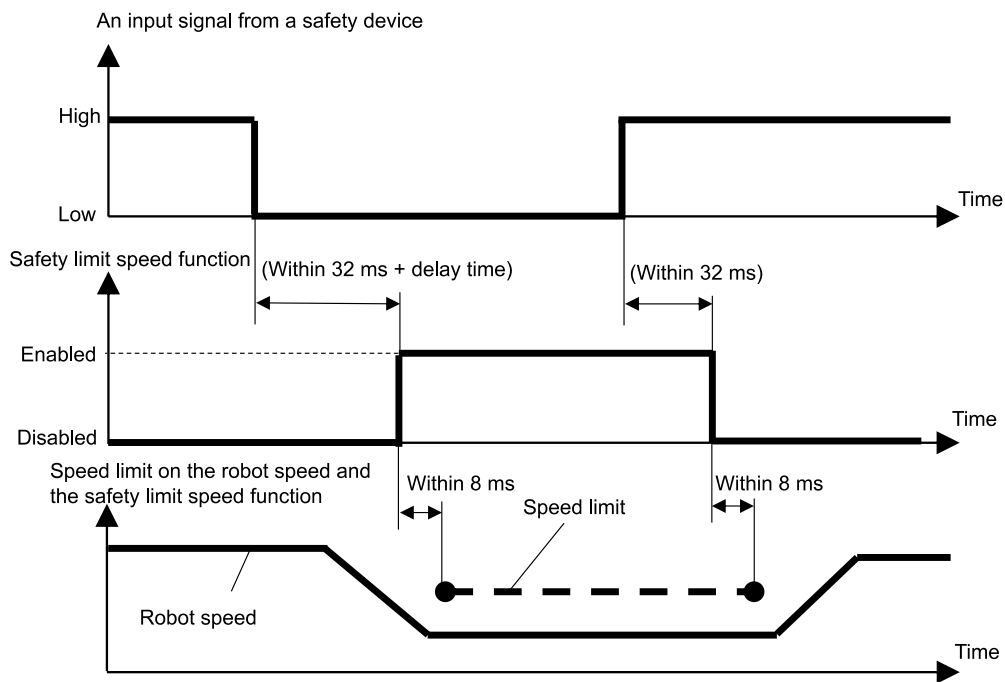 An input signal from a safety device
High
Low
Time
Safety limit speed function
(Within 32 ms + delay time)
(Within 32 ms)
Enabled
Disabled
Time
Speed limit on the robot speed and
the safety limit speed function
Within 8 ms
Within 8 ms
Speed limit
Robot speed
Time